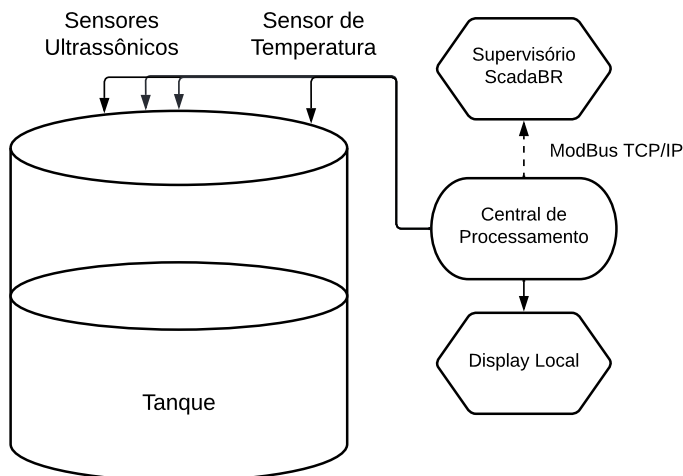 Sensores
Ultrassônicos
Sensor de
Temperatura
Supervisório
ScadaBR
ModBus TCP/IP
Central de
Processamento
Display Local
Tanque